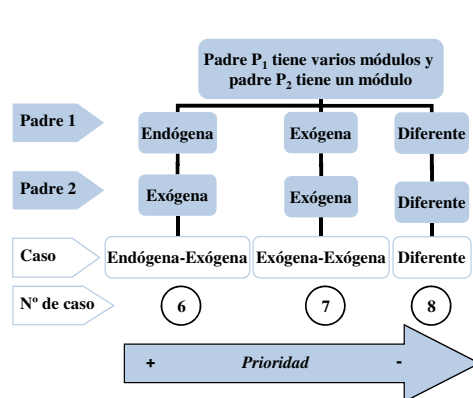 Padre P1 tiene varios módulos y
padre P2 tiene un módulo
Padre 1
Endógena
Exógena
Diferente
Padre 2
Exógena
Exógena
Diferente
Caso
Endógena-Exógena
Exógena-Exógena
Diferente
Nº de caso
6
7
8
+ Prioridad -